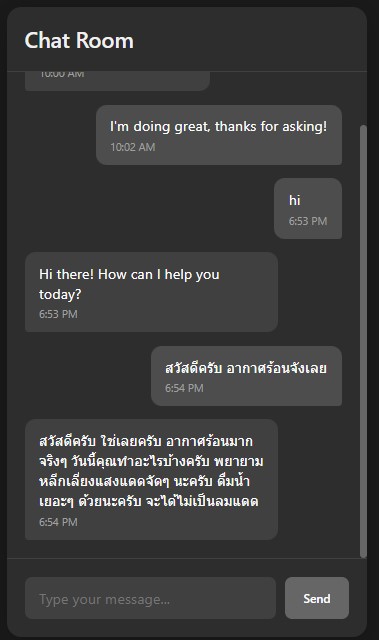 Chat Room
10:00 AM
I'm doing great, thanks for asking!
10:02 AM
hi
6:53 PM
Hi there! How can I help you
today?
6:53 PM
สวัสดีครับ อากาศร้อนจังเลย
6:54 PM
สวัสดีครับ ใช่เลยครับ อากาศร้อนมาก
จริงๆ วันนี้คุณทำอะไรบ้างครับ พยายาม
หลีกเลี่ยงแสงแดดจัดๆ นะครับ ดื่มน้ำ
เยอะๆ ด้วยนะครับ จะได้ไม่เป็นลมแดด
6:54 PM
Type your message...
Send